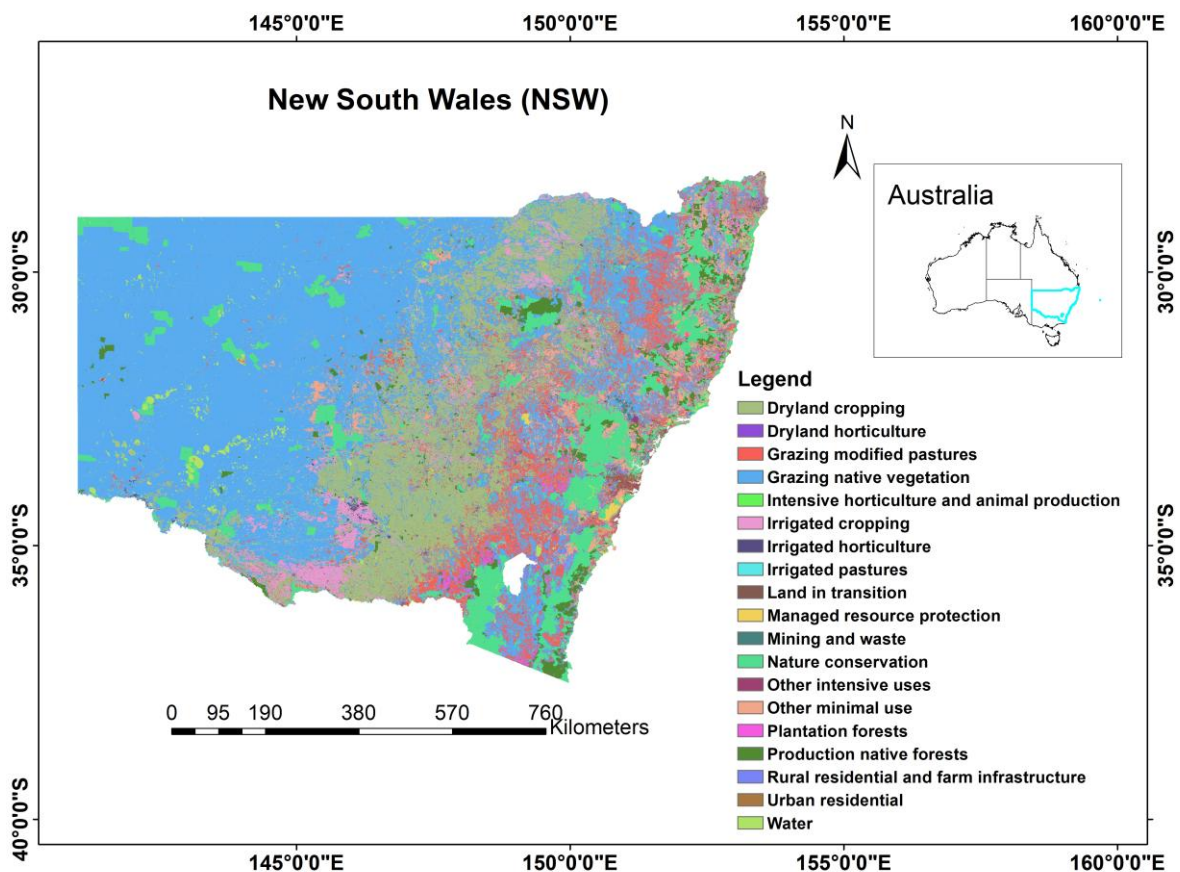 145°0'0"E 150°0'0"E 155°0'0"E 160°0'0"E
New South Wales (NSW)
N
Australia
30°0'0"S
30°0'0"S
Legend
Dryland cropping
Dryland horticulture
Grazing modified pastures
Grazing native vegetation
Intensive horticulture and animal production
Irrigated cropping
Irrigated horticulture
Irrigated pastures
Land in transition
Managed resource protection
Mining and waste
Nature conservation
Other intensive uses
Other minimal use
Plantation forests
Production native forests
Rural residential and farm infrastructure
Urban residential
Water
35°0'0"S
35°0'0"S
0 95 190 380 570 760
Kilometers
40°0'0"S
145°0'0"E 150°0'0"E 155°0'0"E 160°0'0"E